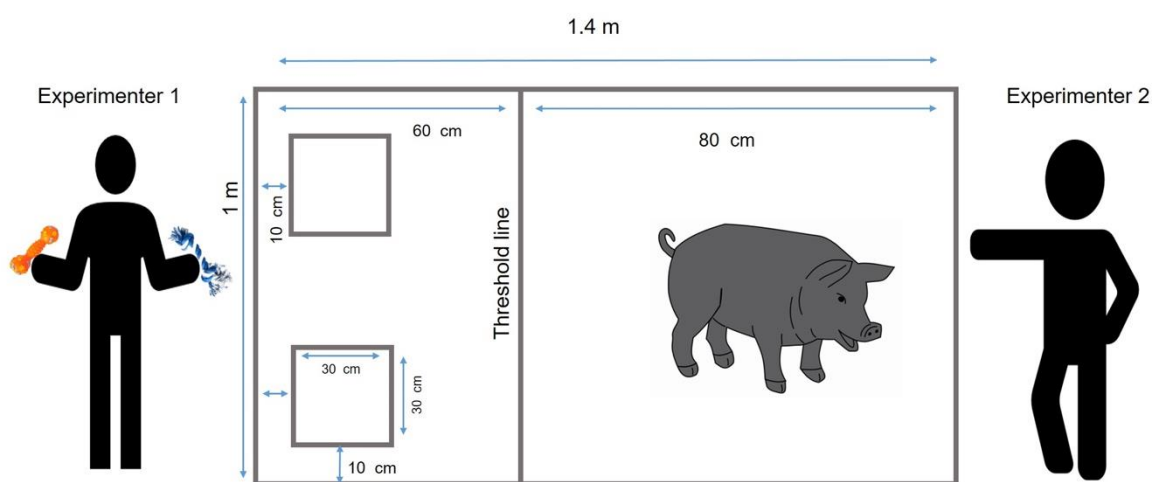 1.4 m
Experimenter 1
Experimenter 2
60 cm
80 cm
1 m
10 cm
Threshold line
30 cm
30 cm
10 cm